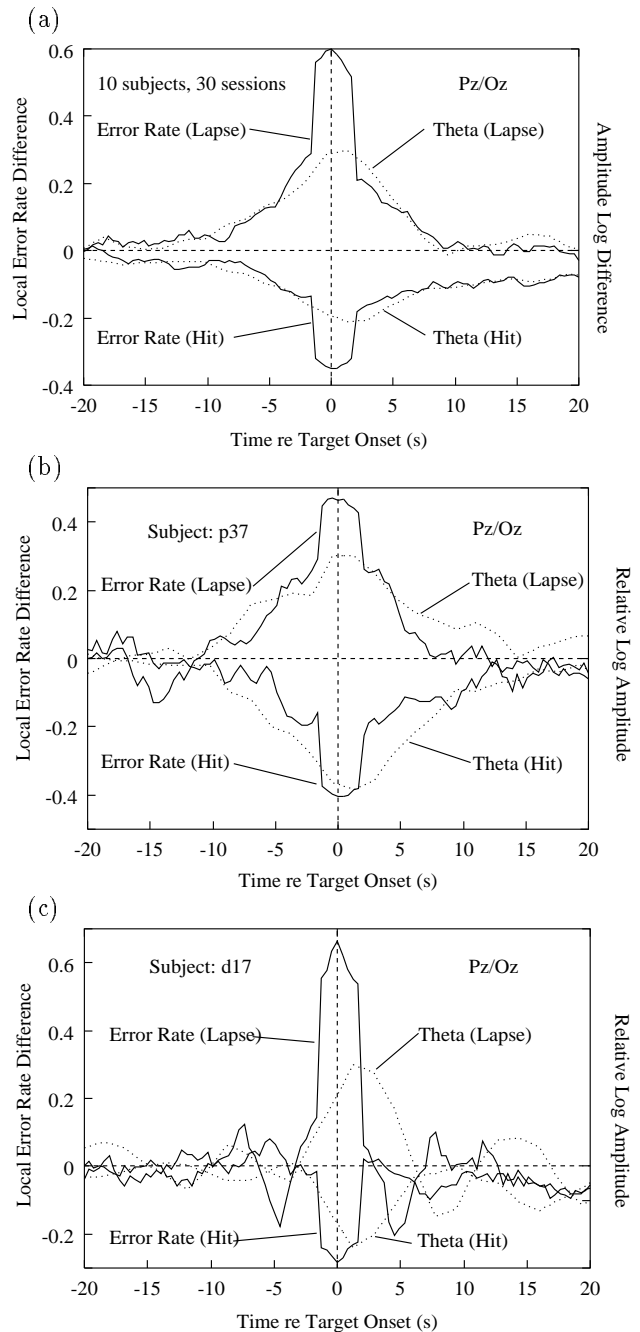 (a)
0.6
10 subjects, 30 sessions
Pz/Oz
Error Rate (Lapse)
Theta (Lapse)
0.4
0.2
0
-0.2
Error Rate (Hit)
Theta (Hit)
-0.4
Local Error Rate Difference
Amplitude Log Difference
-20 -15 -10 -5 0 5 10 15 20
Time re Target Onset (s)
(b)
0.4
Subject: p37
Pz/Oz
Error Rate (Lapse)
Theta (Lapse)
0.2
0
-0.2
Error Rate (Hit)
Theta (Hit)
-0.4
Local Error Rate Difference
Relative Log Amplitude
-20 -15 -10 -5 0 5 10 15 20
Time re Target Onset (s)
(c)
0.6
Subject: d17
Pz/Oz
0.4
Error Rate (Lapse)
Theta (Lapse)
0.2
0
-0.2
Error Rate (Hit)
Theta (Hit)
Local Error Rate Difference
Relative Log Amplitude
-20 -15 -10 -5 0 5 10 15 20
Time re Target Onset (s)